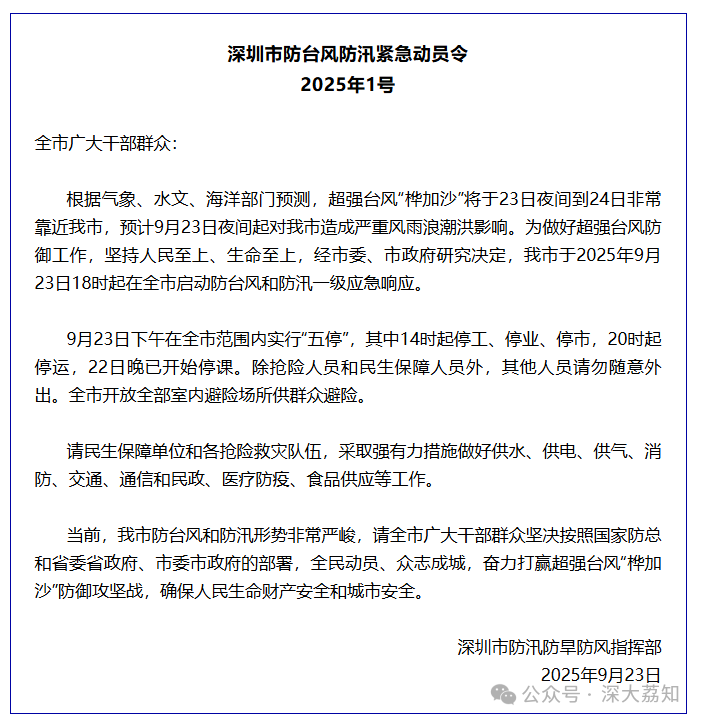 深圳市防台风防汛紧急动员令
2025年1号
全市广大干部群众：
根据气象、水文、海洋部门预测，超强台风“桦加沙”将于23日夜间到24日非常
靠近我市，预计9月23日夜间起对我市造成严重风雨浪潮洪影响。为做好超强台风防
御工作，坚持人民至上、生命至上，经市委、市政府研究决定，我市于2025年9月
23日18时起在全市启动防台风和防汛一级应急响应。
9月23日下午在全市范围内实行“五停”，其中14时起停工、停业、停市，20时起
停运，22日晚已开始停课。除抢险人员和民生保障人员外，其他人员请勿随意外
出。全市开放全部室内避险场所供群众避险。
请民生保障单位和各抢险救灾队伍，采取强有力措施做好供水、供电、供气、消
防、交通、通信和民政、医疗防疫、食品供应等工作。
当前，我市防台风和防汛形势非常严峻，请全市广大干部群众坚决按照国家防总
和省委省政府、市委市政府的部署，全民动员、众志成城，奋力打赢超强台风“桦加
沙”防御攻坚战，确保人民生命财产安全和城市安全。
深圳市防汛防旱防风指挥部
2025年9月23日
公众号 · 深大荔知